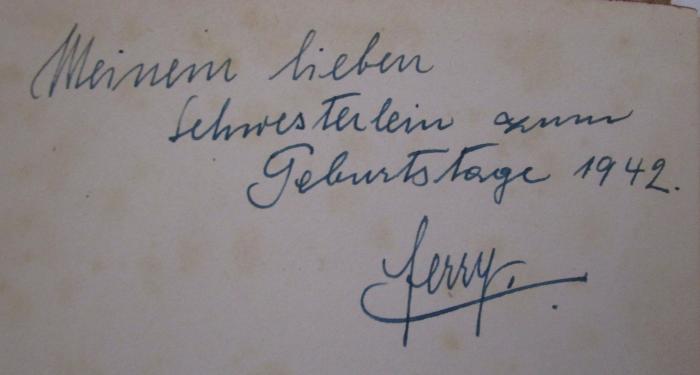 Meinem lieben
Schwesterlein zum
Geburtstage 1942.
Ferry.